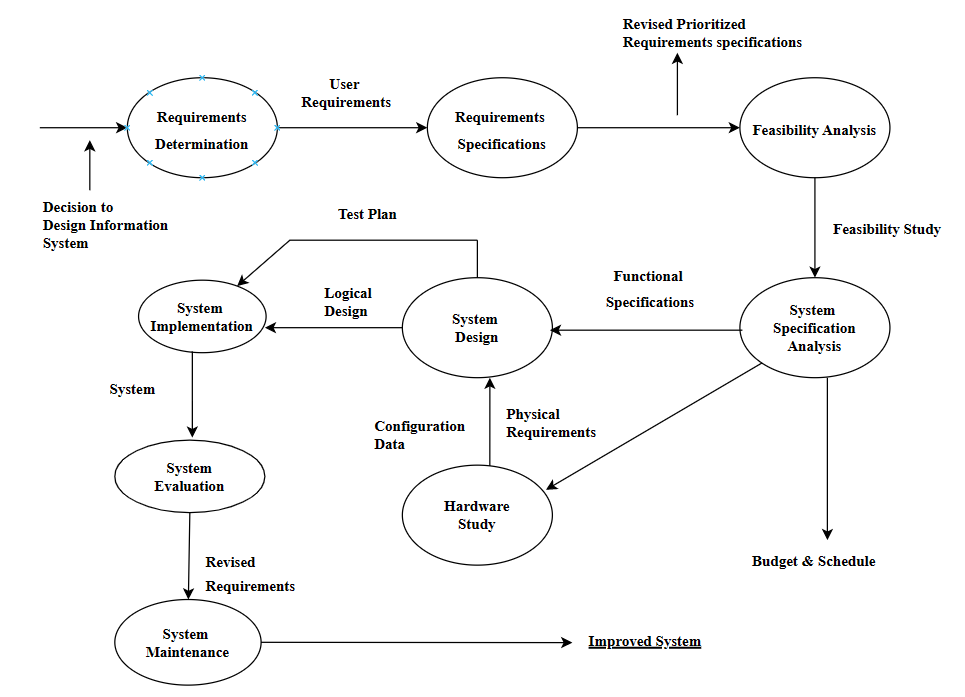 Revised Prioritized
Requirements specifications
User
Requirements
Requirements
Determination
Requirements
Specifications
Feasibility Analysis
Decision to
Design Information
System
Test Plan
Feasibility Study
Functional
Specifications
Logical
Design
System
Implementation
System
Design
System
Specification
Analysis
System
Configuration
Data
Physical
Requirements
System
Evaluation
Hardware
Study
Budget & Schedule
Revised
Requirements
System
Maintenance
Improved System